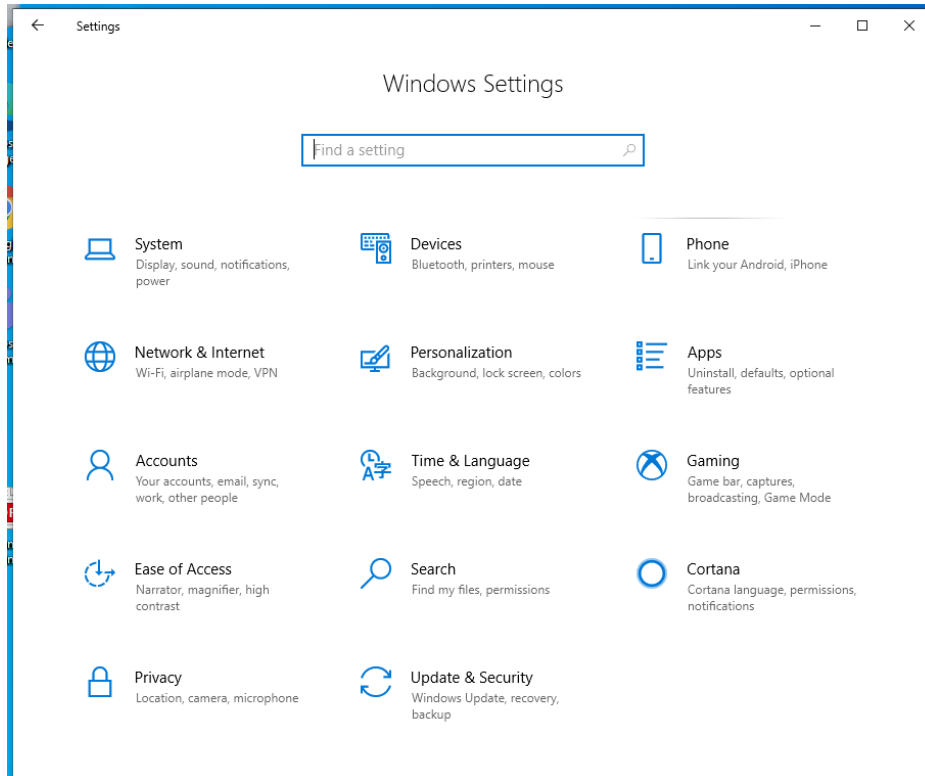 Settings
Windows Settings
Find a setting
System
Display, sound, notifications,
power
Devices
Bluetooth, printers, mouse
Phone
Link your Android, iPhone
Network & Internet
Wi-Fi, airplane mode, VPN
Personalization
Background, lock screen, colors
Apps
Uninstall, defaults, optional
features
Accounts
Your accounts, email, sync,
work, other people
Time & Language
Speech, region, date
Gaming
Game bar, captures,
broadcasting, Game Mode
Ease of Access
Narrator, magnifier, high
contrast
Search
Find my files, permissions
Cortana
Cortana language, permissions,
notifications
Privacy
Location, camera, microphone
Update & Security
Windows Update, recovery,
backup